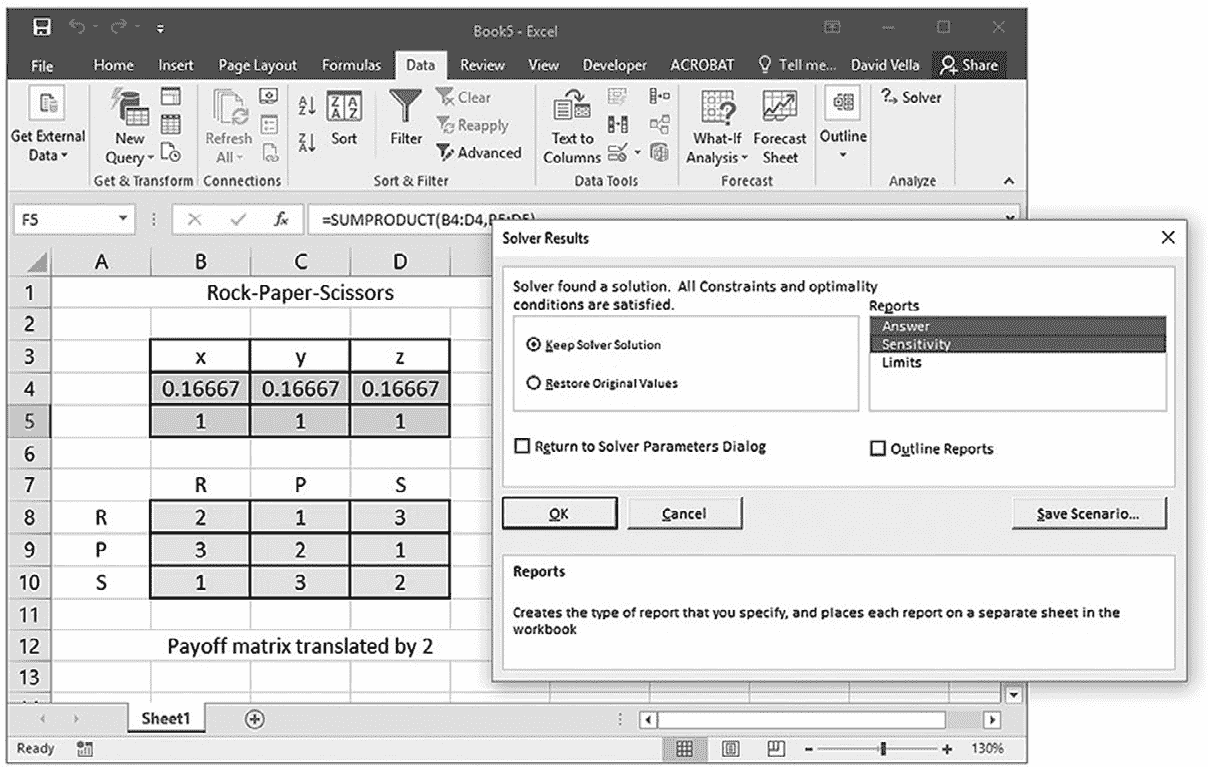 Book5 - Excel
File Home Insert Page Layout Formulas Data Review View Developer ACROBAT Tell me... David Vella Share
Get External Data
New Query
Refresh All
Sort
Filter
Clear
Reapply
Advanced
Text to Columns
What-If Analysis
Forecast Sheet
Outline
Solver
Get & Transform Connections Sort & Filter Data Tools Forecast Analyze
F5 fx =SUMPRODUCT(B4:D4,B5:D5)
A B C D
1 Rock-Paper-Scissors
2
3 x y z
4 0.16667 0.16667 0.16667
5 1 1 1
6
7 R P S
8 R 2 1 3
9 P 3 2 1
10 S 1 3 2
11
12 Payoff matrix translated by 2
13
Solver Results
Solver found a solution. All Constraints and optimality
conditions are satisfied.
Keep Solver Solution
Restore Original Values
Reports
Answer
Sensitivity
Limits
Return to Solver Parameters Dialog
Outline Reports
OK Cancel Save Scenario...
Reports
Creates the type of report that you specify, and places each report on a separate sheet in the
workbook
Sheet1
Ready 130%